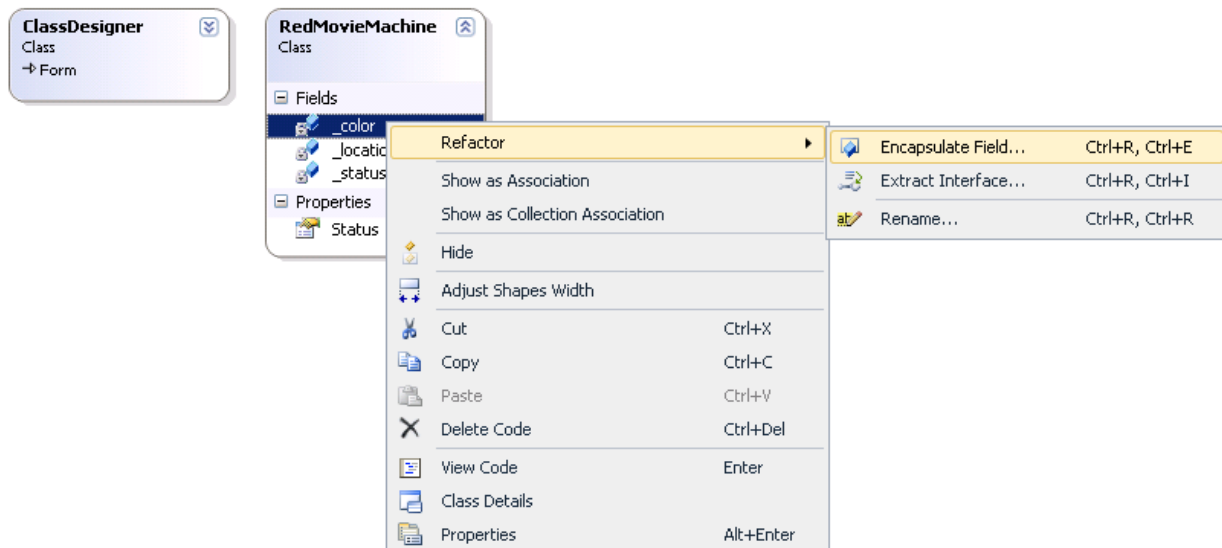 ClassDesigner
Class
Form
RedMovieMachine
Class
Fields
_color
_locatic
_status
Properties
Status
Refactor
Show as Association
Show as Collection Association
Hide
Adjust Shapes Width
Cut Ctrl+X
Copy Ctrl+C
Paste Ctrl+V
Delete Code Ctrl+Del
View Code Enter
Class Details
Properties Alt+Enter
Encapsulate Field... Ctrl+R, Ctrl+E
Extract Interface... Ctrl+R, Ctrl+I
Rename... Ctrl+R, Ctrl+R